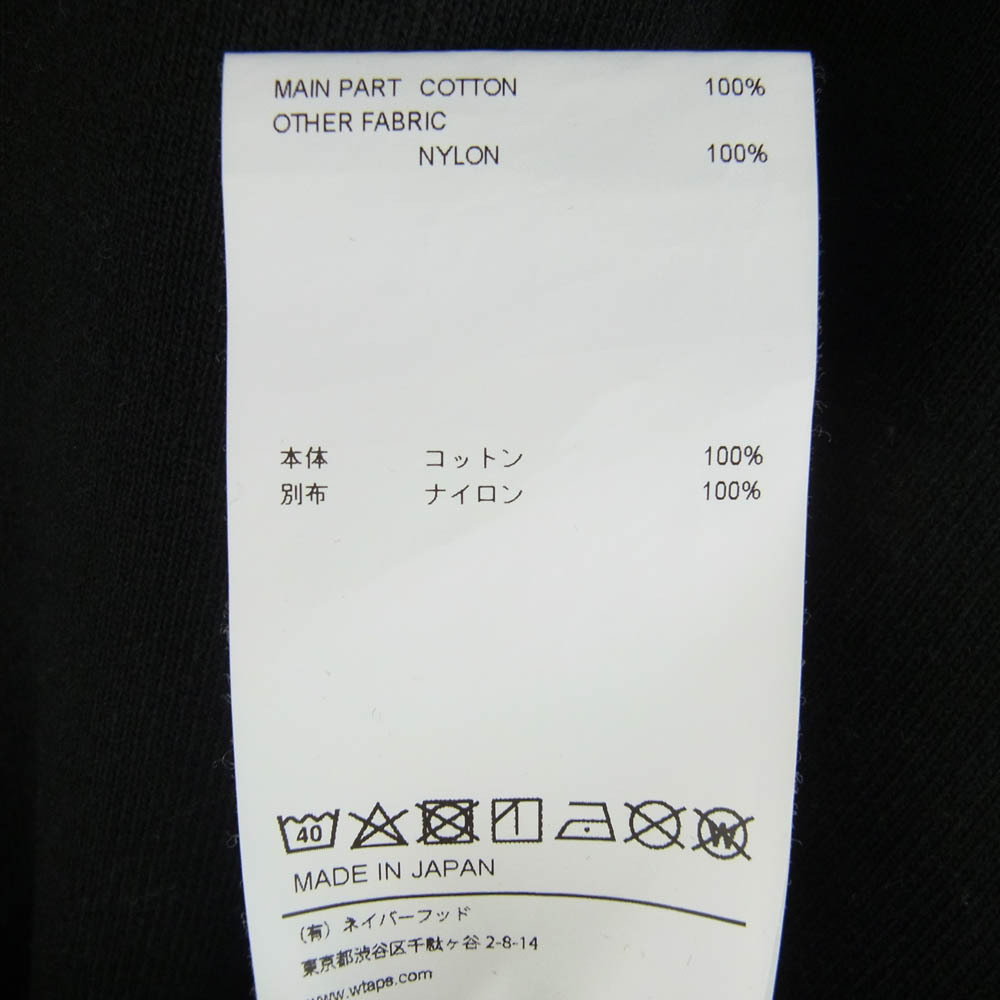 MAIN PART COTTON 100%
OTHER FABRIC
NYLON 100%
本体 コットン 100%
別布 ナイロン 100%
40 W
MADE IN JAPAN
(有) ネイバーフッド
東京都渋谷区千駄ヶ谷 2-8-14
www.wtaps.com